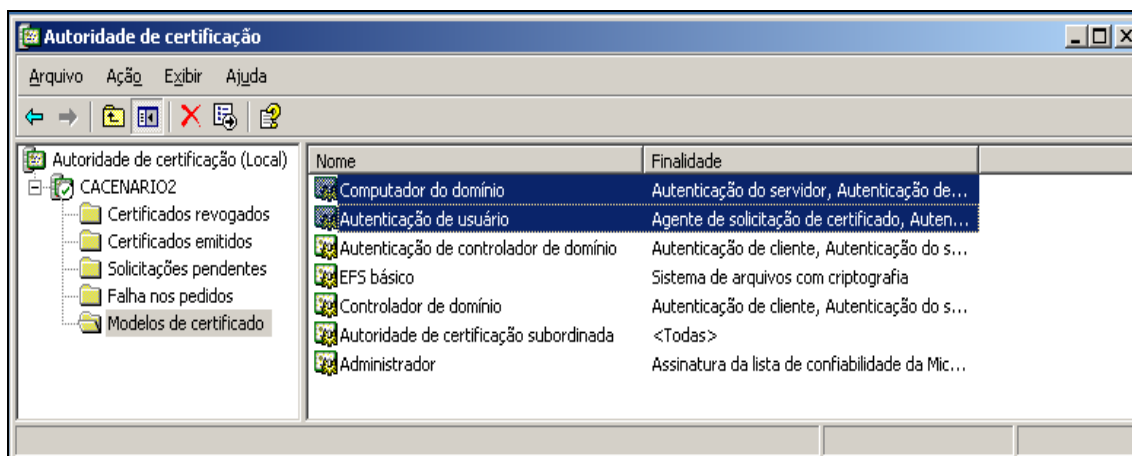 Autoridade de certificação
Arquivo Ação Exibir Ajuda
Autoridade de certificação (Local)
CACENARIO2
Certificados revogados
Certificados emitidos
Solicitações pendentes
Falha nos pedidos
Modelos de certificado
Nome Finalidade
Computador do domínio Autenticação do servidor, Autenticação de...
Autenticação de usuário Agente de solicitação de certificado, Auten...
Autenticação de controlador de domínio Autenticação de cliente, Autenticação do s...
EFS básico Sistema de arquivos com criptografia
Controlador de domínio Autenticação de cliente, Autenticação do s...
Autoridade de certificação subordinada <Todas>
Administrador Assinatura da lista de confiabilidade da Mic...